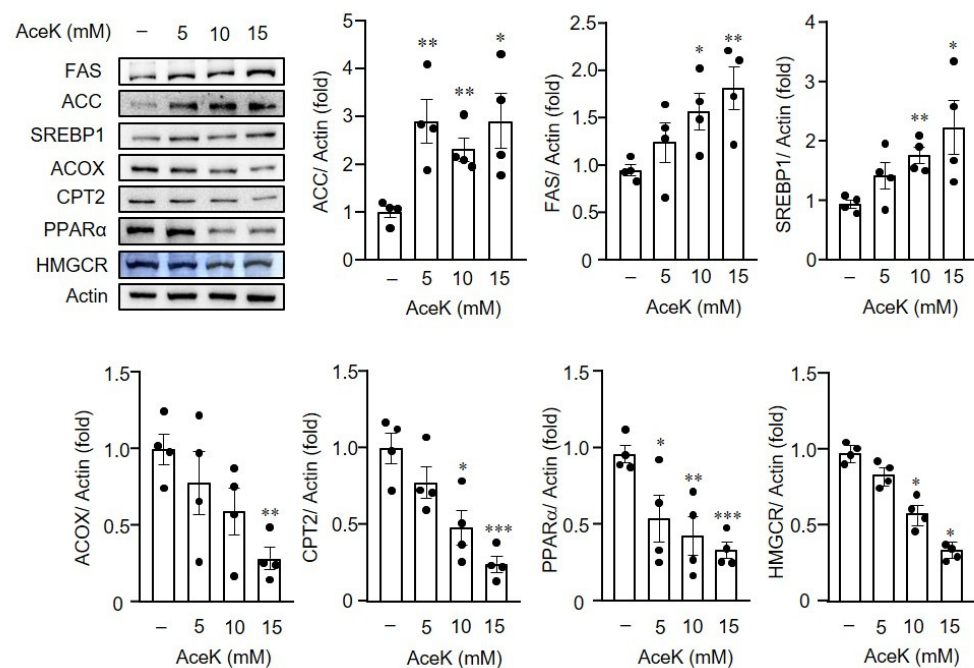 AceK (mM) – 5 10 15
FAS
ACC
SREBP1
ACOX
CPT2
PPARα
HMGCR
Actin
ACC/ Actin (fold)
5
4
3
2
1
0
** ** *
– 5 10 15
AceK (mM)
FAS/ Actin (fold)
2.5
2.0
1.5
1.0
0.5
0
* **
– 5 10 15
AceK (mM)
SREBP1/ Actin (fold)
4
3
2
1
0
** *
– 5 10 15
AceK (mM)
ACOX/ Actin (fold)
1.5
1.0
0.5
0
**
– 5 10 15
AceK (mM)
CPT2/ Actin (fold)
1.5
1.0
0.5
0
* ***
– 5 10 15
AceK (mM)
PPARα/ Actin (fold)
1.5
1.0
0.5
0
* ** ***
– 5 10 15
AceK (mM)
HMGCR/ Actin (fold)
1.5
1.0
0.5
0
* *
– 5 10 15
AceK (mM)